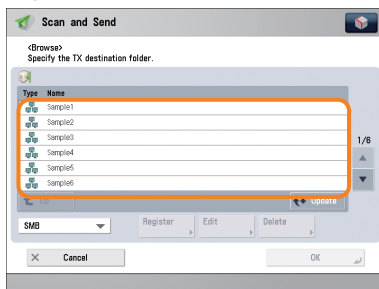 Scan and Send
<Browse>
Specify the TX destination folder.
Type Name
Sample1
Sample2
Sample3
Sample4
Sample5
Sample6
1/6
Up Update
SMB Register Edit Delete
Cancel OK